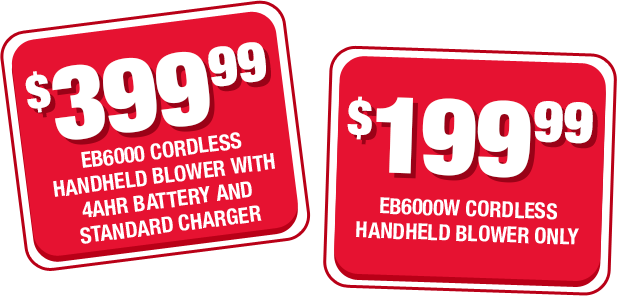 $399.99
EB6000 CORDLESS
HANDHELD BLOWER WITH
4AHR BATTERY AND
STANDARD CHARGER
$199.99
EB6000W CORDLESS
HANDHELD BLOWER ONLY